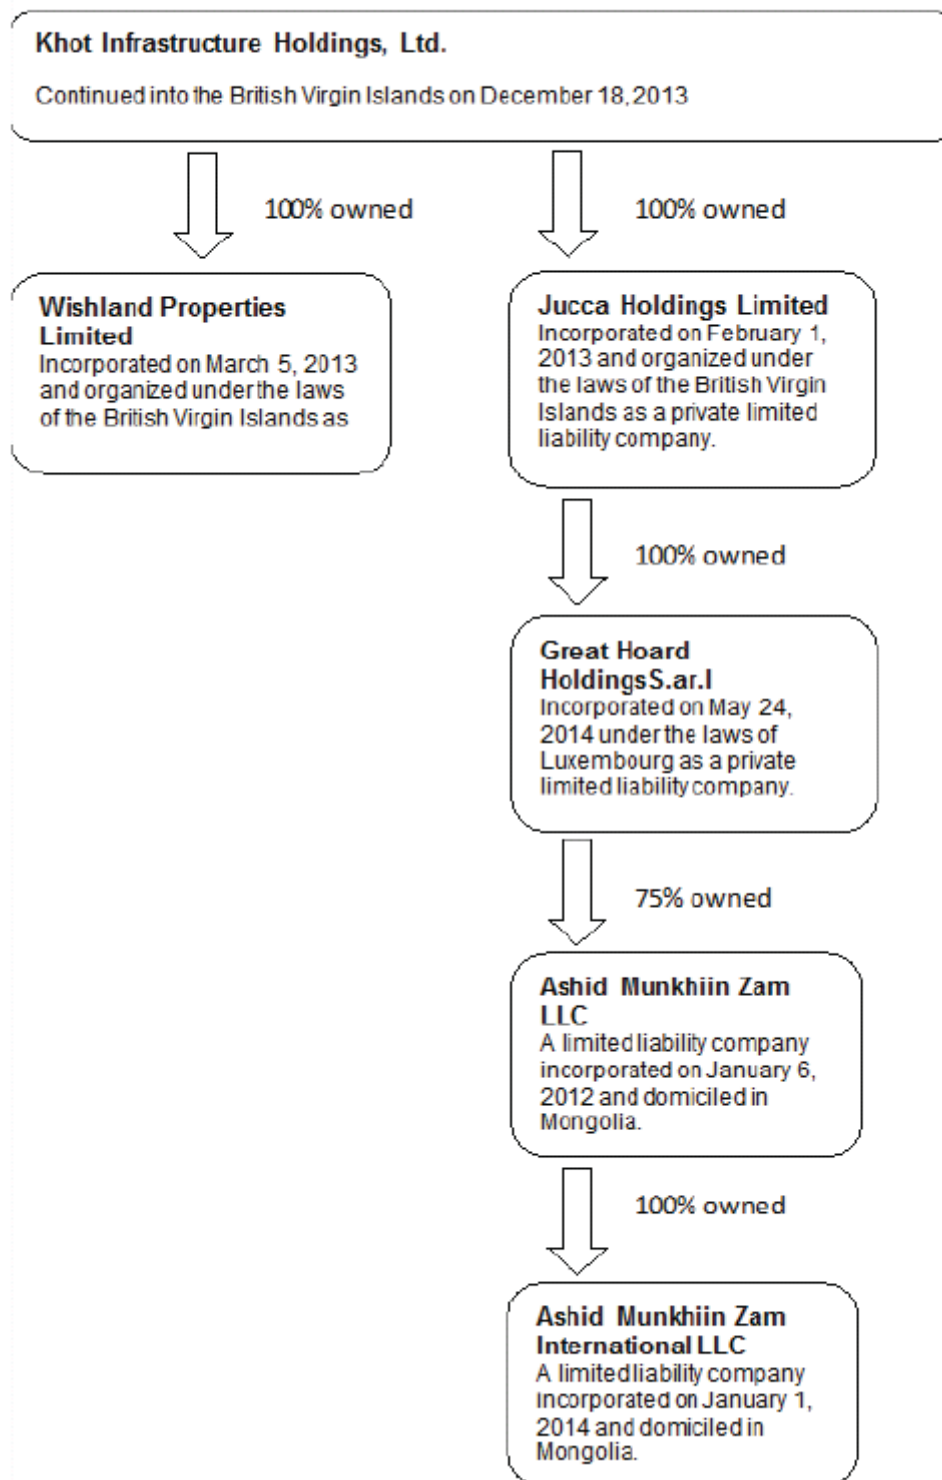 Khot Infrastructure Holdings, Ltd.
Continued into the British Virgin Islands on December 18, 2013
100% owned
100% owned
Wishland Properties
Limited
Incorporated on March 5, 2013
and organized under the laws
of the British Virgin Islands as
Jucca Holdings Limited
Incorporated on February 1,
2013 and organized under
the laws of the British Virgin
Islands as a private limited
liability company.
100% owned
Great Hoard
Holdings S.ar.l
Incorporated on May 24,
2014 under the laws of
Luxembourg as a private
limited liability company.
75% owned
Ashid Munkhiin Zam
LLC
A limited liability company
incorporated on January 6,
2012 and domiciled in
Mongolia.
100% owned
Ashid Munkhiin Zam
International LLC
A limited liability company
incorporated on January 1,
2014 and domiciled in
Mongolia.